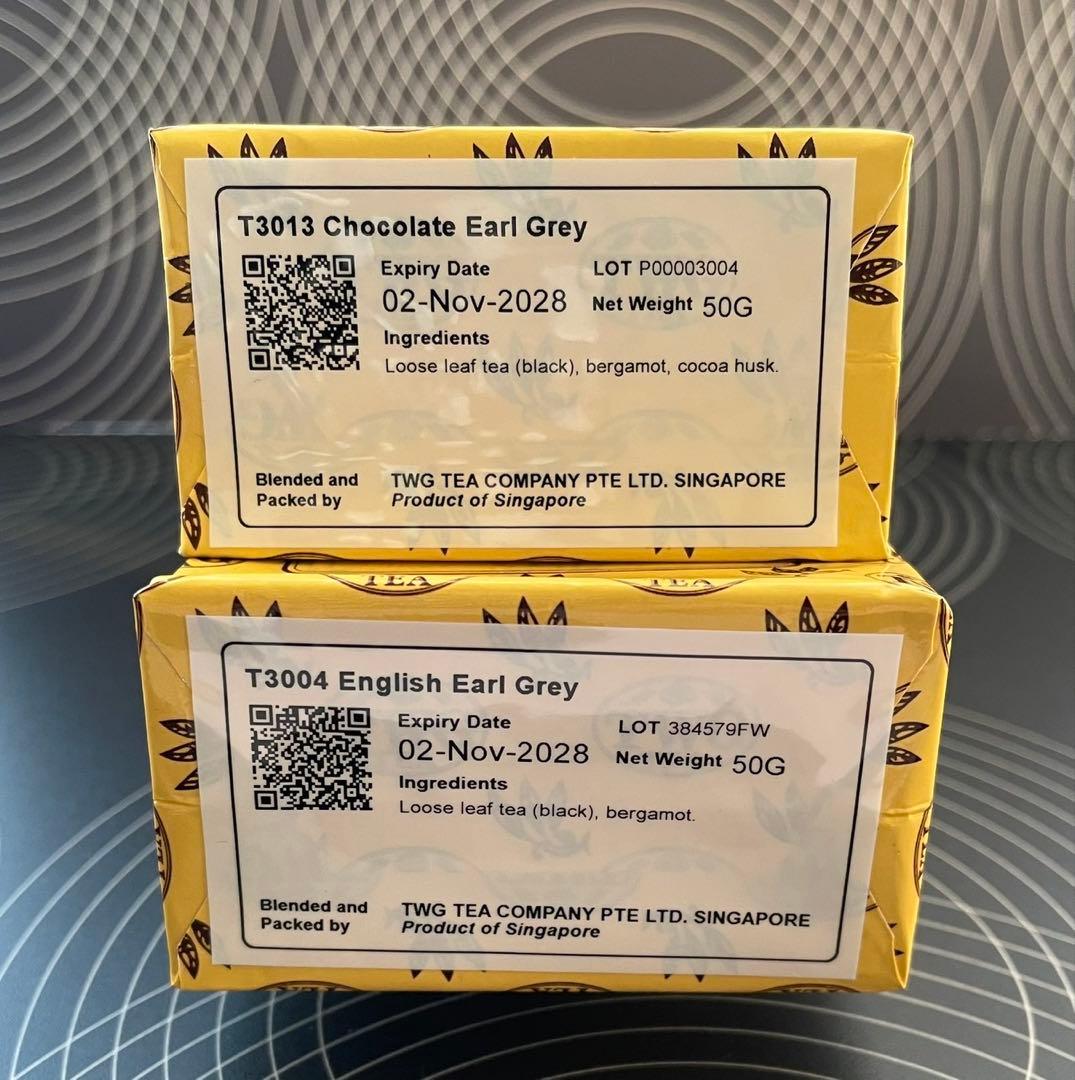 T3013 Chocolate Earl Grey
Expiry Date
LOT P00003004
02-Nov-2028
Net Weight 50G
Ingredients
Loose leaf tea (black), bergamot, cocoa husk.
Blended and
Packed by
TWG TEA COMPANY PTE LTD. SINGAPORE
Product of Singapore
TEA
TEA
T3004 English Earl Grey
Expiry Date
LOT 384579FW
02-Nov-2028
Net Weight 50G
Ingredients
Loose leaf tea (black), bergamot.
Blended and
Packed by
TWG TEA COMPANY PTE LTD. SINGAPORE
Product of Singapore